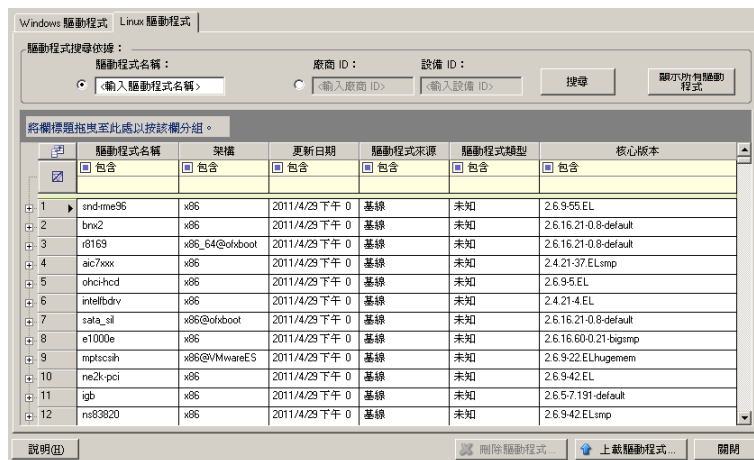 Windows 驅動程式 Linux 驅動程式
驅動程式搜尋依據：
驅動程式名稱： 廠商 ID： 設備 ID：
<輸入驅動程式名稱> <輸入廠商 ID> <輸入設備 ID> 搜尋 顯示所有驅動程式
將欄標題拖曳至此處以按該欄分組。
驅動程式名稱 架構 更新日期 驅動程式來源 驅動程式類型 核心版本
包含 包含 包含 包含 包含 包含
1 snd-rme96 x86 2011/4/29 下午 0 基線 未知 2.6.9-55.EL
2 bnx2 x86 2011/4/29 下午 0 基線 未知 2.6.16.21-0.8-default
3 r8169 x86_64@ofxboot 2011/4/29 下午 0 基線 未知 2.6.16.21-0.8-default
4 aic7xxx x86 2011/4/29 下午 0 基線 未知 2.4.21-37.ELsmp
5 ohci-hcd x86 2011/4/29 下午 0 基線 未知 2.6.9-5.EL
6 intelfbdrv x86 2011/4/29 下午 0 基線 未知 2.4.21-4.EL
7 sata_sil x86@ofxboot 2011/4/29 下午 0 基線 未知 2.6.16.21-0.8-default
8 e1000e x86 2011/4/29 下午 0 基線 未知 2.6.16.60-0.21-bigsmp
9 mptscsih x86@VMwareES 2011/4/29 下午 0 基線 未知 2.6.9-22.ELhugemem
10 ne2k-pci x86 2011/4/29 下午 0 基線 未知 2.6.9-42.EL
11 igb x86 2011/4/29 下午 0 基線 未知 2.6.5-7.191-default
12 ns83820 x86 2011/4/29 下午 0 基線 未知 2.6.9-42.ELsmp
說明(H) 刪除驅動程式... 上載驅動程式... 關閉